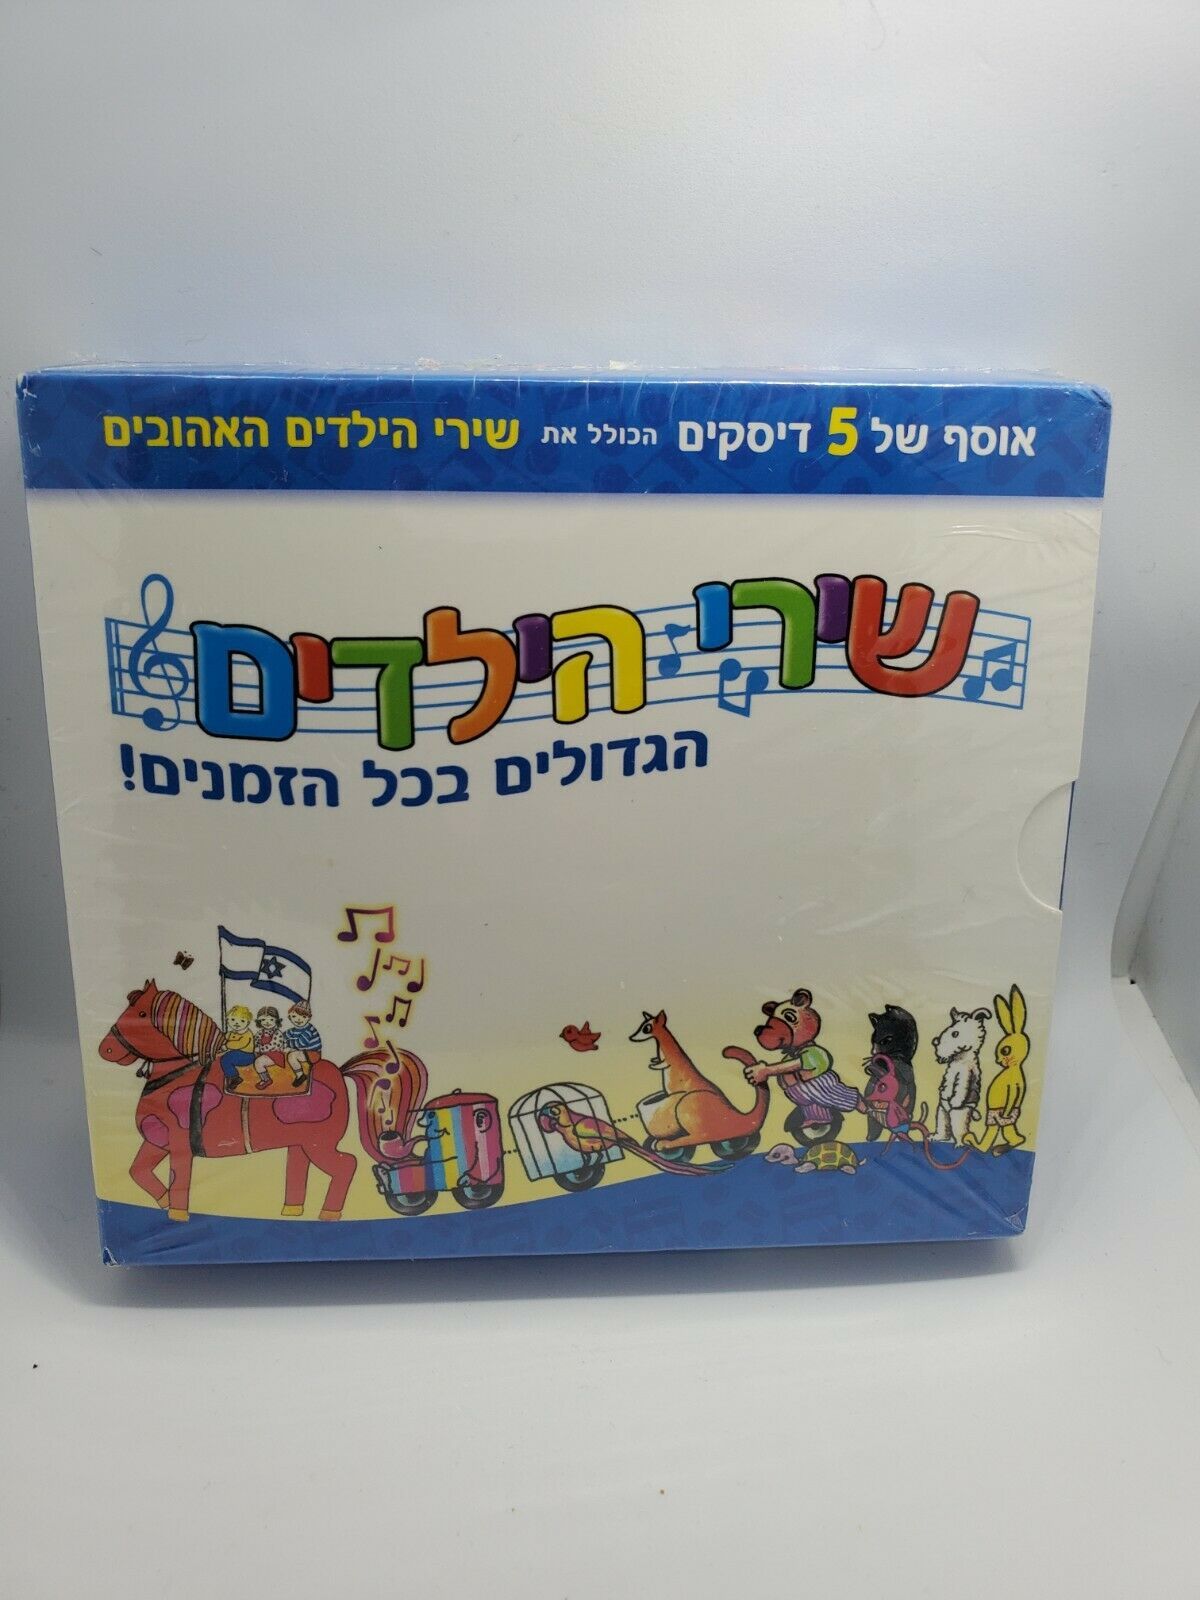 אוסף של 5 דיסקים הכולל את שירי הילדים האהובים
שירי הילדים
הגדולים בכל הזמנים!